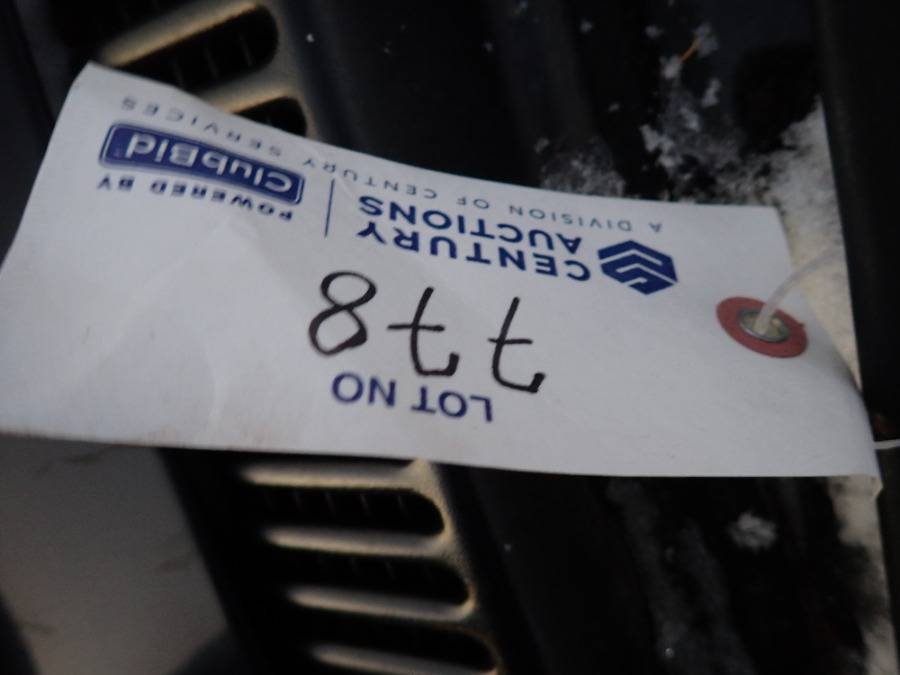 LOT NO
778
CENTURY
AUCTIONS
POWERED BY
ClubBid
A DIVISION OF CENTURY SERVICES